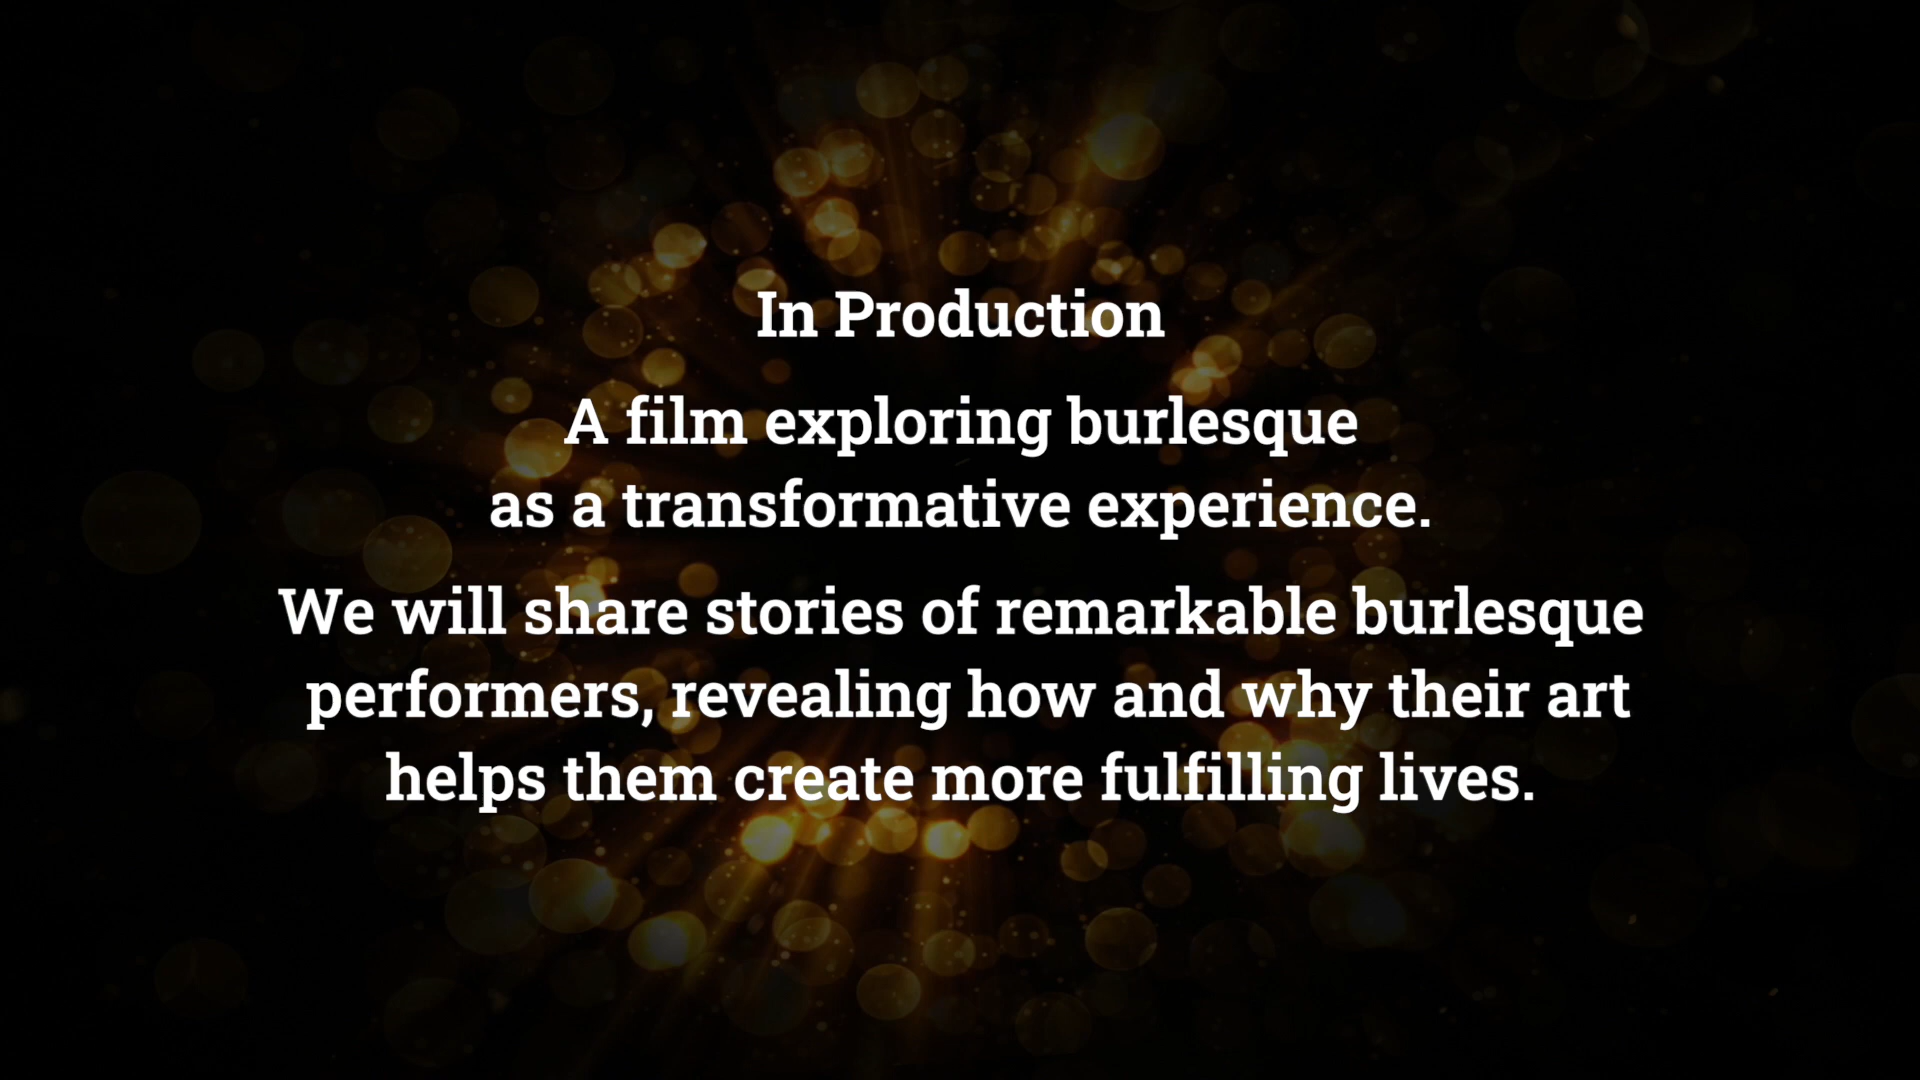 In Production
A film exploring burlesque
as a transformative experience.
We will share stories of remarkable burlesque
performers, revealing how and why their art
helps them create more fulfilling lives.